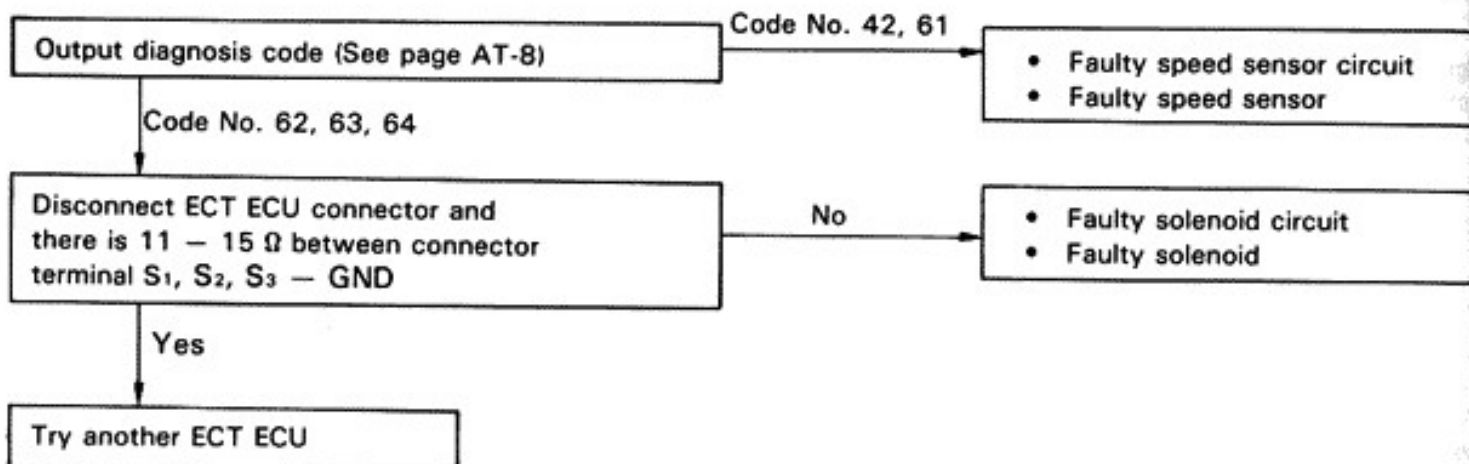 Code No. 42, 61
Output diagnosis code (See page AT-8)
• Faulty speed sensor circuit
• Faulty speed sensor
Code No. 62, 63, 64
Disconnect ECT ECU connector and
there is 11 — 15 Ω between connector
terminal S₁, S₂, S₃ — GND
No
• Faulty solenoid circuit
• Faulty solenoid
Yes
Try another ECT ECU